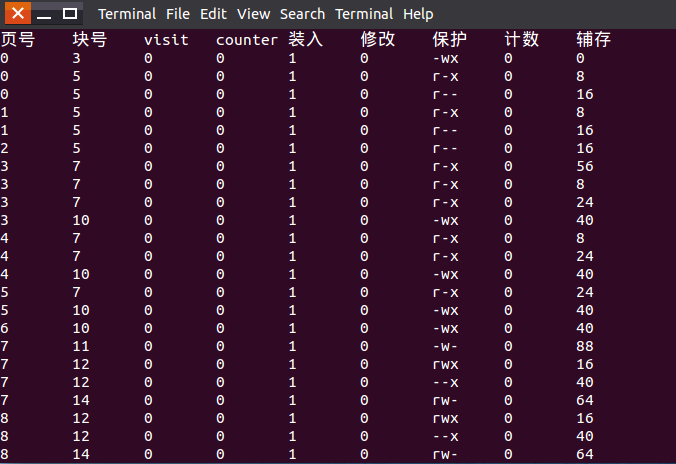 Terminal File Edit View Search Terminal Help
页号 块号 visit counter 装入 修改 保护 计数 辅存
0 3 0 0 1 0 -wx 0 0
0 5 0 0 1 0 r-x 0 8
0 5 0 0 1 0 r-- 0 16
1 5 0 0 1 0 r-x 0 8
1 5 0 0 1 0 r-- 0 16
2 5 0 0 1 0 r-- 0 16
3 7 0 0 1 0 r-x 0 56
3 7 0 0 1 0 r-x 0 8
3 7 0 0 1 0 r-x 0 24
3 10 0 0 1 0 -wx 0 40
4 7 0 0 1 0 r-x 0 8
4 7 0 0 1 0 r-x 0 24
4 10 0 0 1 0 -wx 0 40
5 7 0 0 1 0 r-x 0 24
5 10 0 0 1 0 -wx 0 40
6 10 0 0 1 0 -wx 0 40
7 11 0 0 1 0 -w- 0 88
7 12 0 0 1 0 rwx 0 16
7 12 0 0 1 0 --x 0 40
7 14 0 0 1 0 rw- 0 64
8 12 0 0 1 0 rwx 0 16
8 12 0 0 1 0 --x 0 40
8 14 0 0 1 0 rw- 0 64